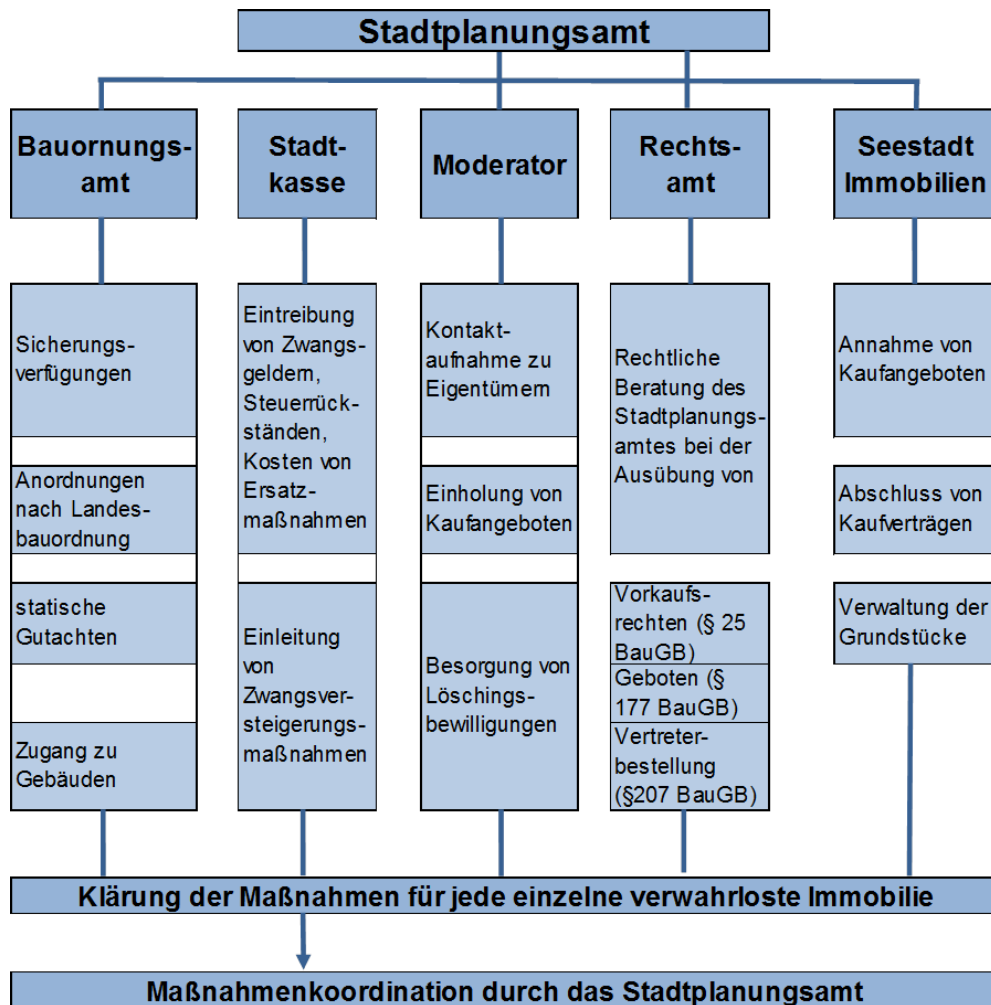 Stadtplanungsamt
Bauornungs-
amt
Stadt-
kasse
Moderator
Rechts-
amt
Seestadt
Immobilien
Sicherungs-
verfügungen
Anordnungen
nach Landes-
bauordnung
statische
Gutachten
Zugang zu
Gebäuden
Eintreibung
von Zwangs-
geldern,
Steuerrück-
ständen,
Kosten von
Ersatz-
maßnahmen
Einleitung
von
Zwangsver-
steigerungs-
maßnahmen
Kontakt-
aufnahme zu
Eigentümern
Einholung von
Kaufangeboten
Besorgung von
Löschings-
bewilligungen
Rechtliche
Beratung des
Stadtplanungs-
amtes bei der
Ausübung von
Vorkaufs-
rechten (§ 25
BauGB)
Geboten (§
177 BauGB)
Vertreter-
bestellung
(§207 BauGB)
Annahme von
Kaufangeboten
Abschluss von
Kaufverträgen
Verwaltung der
Grundstücke
Klärung der Maßnahmen für jede einzelne verwahrloste Immobilie
Maßnahmenkoordination durch das Stadtplanungsamt